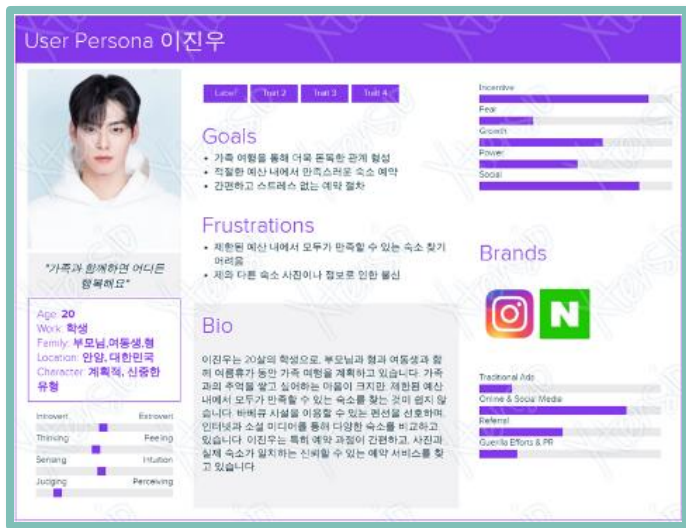 User Persona 이진우
Label
Trait 2
Trait 3
Trait 4
Goals
• 가족 여행을 통해 더욱 돈독한 관계 형성
• 적절한 예산 내에서 만족스러운 숙소 예약
• 간편하고 스트레스 없는 예약 절차
Frustrations
• 제한된 예산 내에서 모두가 만족할 수 있는 숙소 찾기
어려움
• 제와 다른 숙소 사진이나 정보로 인한 불신
"가족과 함께하면 어디든
행복해요"
Age: 20
Work: 학생
Family: 부모님,여동생,형
Location: 안양, 대한민국
Character: 계획적, 신중한
유형
Introvert
Extrovert
Thinking
Feeling
Sensing
Intuition
Judging
Perceiving
Bio
이진우는 20살의 학생으로, 부모님과 형과 여동생과 함
께 여름휴가 동안 가족 여행을 계획하고 있습니다. 가족
과의 추억을 쌓고 싶어하는 마음이 크지만, 제한된 예산
내에서 모두가 만족할 수 있는 숙소를 찾는 것이 쉽지 않
습니다. 바베큐 시설을 이용할 수 있는 펜션을 선호하며,
인터넷과 소셜 미디어를 통해 다양한 숙소를 비교하고
있습니다. 이진우는 특히 예약 과정이 간편하고, 사진과
실제 숙소가 일치하는 신뢰할 수 있는 예약 서비스를 찾
고 있습니다.
Incentive
Fear
Growth
Power
Social
Brands
N
Traditional Ads
Online & Social Media
Referral
Guerilla Efforts & PR